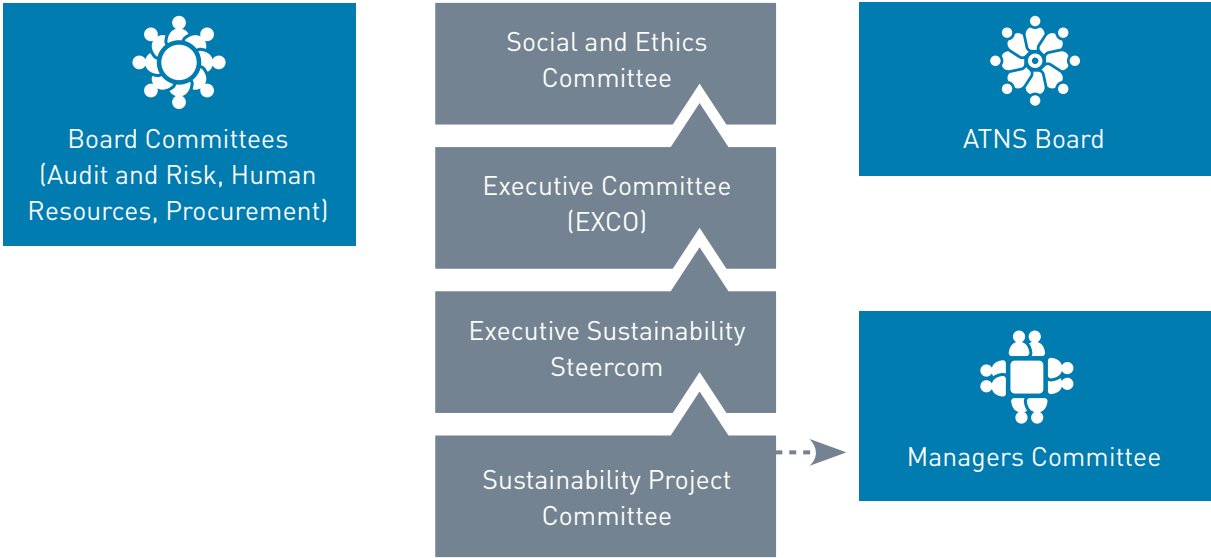 Board Committees
(Audit and Risk, Human
Resources, Procurement)
Social and Ethics
Committee
Executive Committee
(EXCO)
Executive Sustainability
Steercom
Sustainability Project
Committee
ATNS Board
Managers Committee